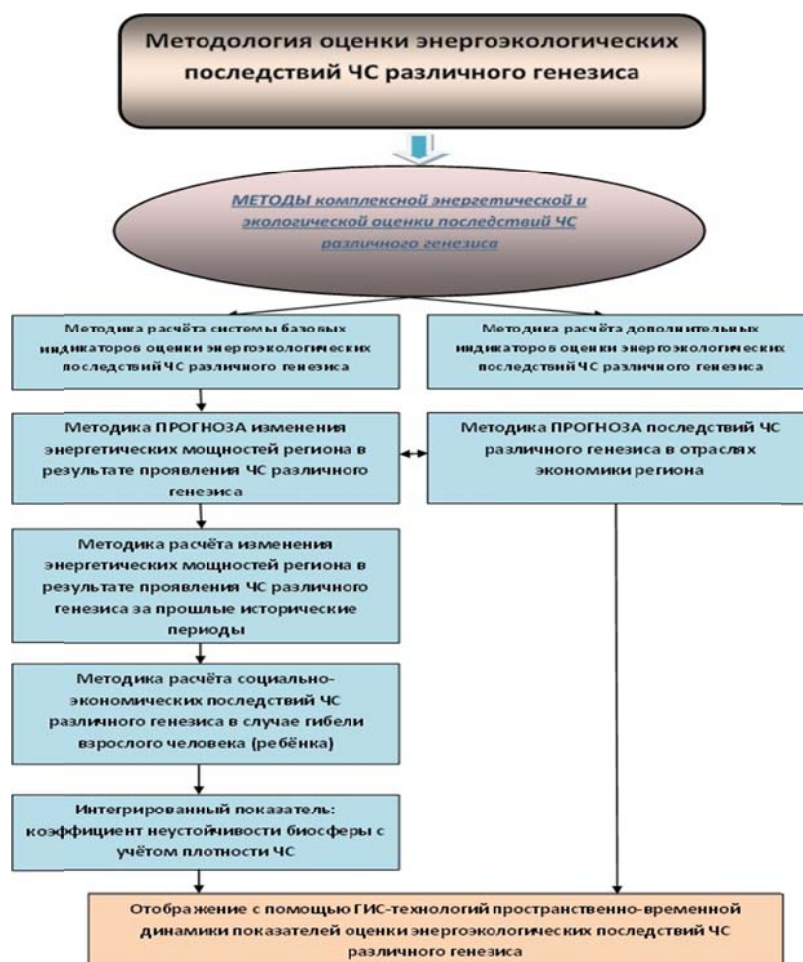 Методология оценки энергоэкологических
последствий ЧС различного генезиса
МЕТОДЫ комплексной энергетической и
экологической оценки последствий ЧС
различного генезиса
Методика расчёта системы базовых
индикаторов оценки энергоэкологических
последствий ЧС различного генезиса
Методика расчёта дополнительных
индикаторов оценки энергоэкологических
последствий ЧС различного генезиса
Методика ПРОГНОЗА изменения
энергетических мощностей региона в
результате проявления ЧС различного
генезиса
Методика ПРОГНОЗА последствий ЧС
различного генезиса в отраслях
экономики региона
Методика расчёта изменения
энергетических мощностей региона в
результате проявления ЧС различного
генезиса за прошлые исторические
периоды
Методика расчёта социально-
экономических последствий ЧС
различного генезиса в случае гибели
взрослого человека (ребёнка)
Интегрированный показатель:
коэффициент неустойчивости биосферы с
учётом плотности ЧС
Отображение с помощью ГИС-технологий пространственно-временной
динамики показателей оценки энергоэкологических последствий ЧС
различного генезиса